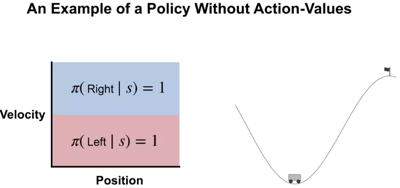 An Example of a Policy Without Action-Values
π( Right | s) = 1
Velocity
π( Left | s) = 1
Position